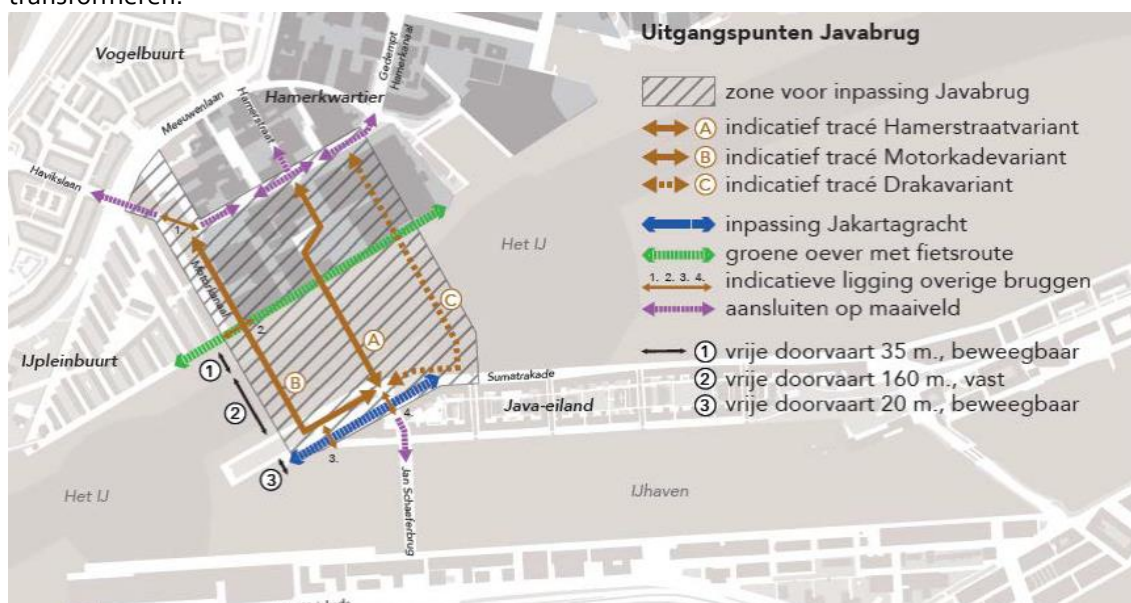 transformeren.
Uitgangspunten Javabrug
zone voor inpassing Javabrug
A indicatief tracé Hamerstraatvariant
B indicatief tracé Motorkadevariant
C indicatief tracé Drakavariant
inpassing Jakartagracht
groene oever met fietsroute
1. 2. 3. 4. indicatieve ligging overige bruggen
aansluiten op maaiveld
1 vrije doorvaart 35 m., beweegbaar
2 vrije doorvaart 160 m., vast
3 vrije doorvaart 20 m., beweegbaar
Vogelbuurt
Meeuwenlaan
Hamerstraat
Hamerkwartier
Gedempt
Hamerkanaal
Havikslaan
1.
Motorkanaal
Het IJ
2.
C
IJpleinbuurt
1
A
B
2
Sumatrakade
Java-eiland
4.
3.
3
Jan Schaeferbrug
Het IJ
IJhaven